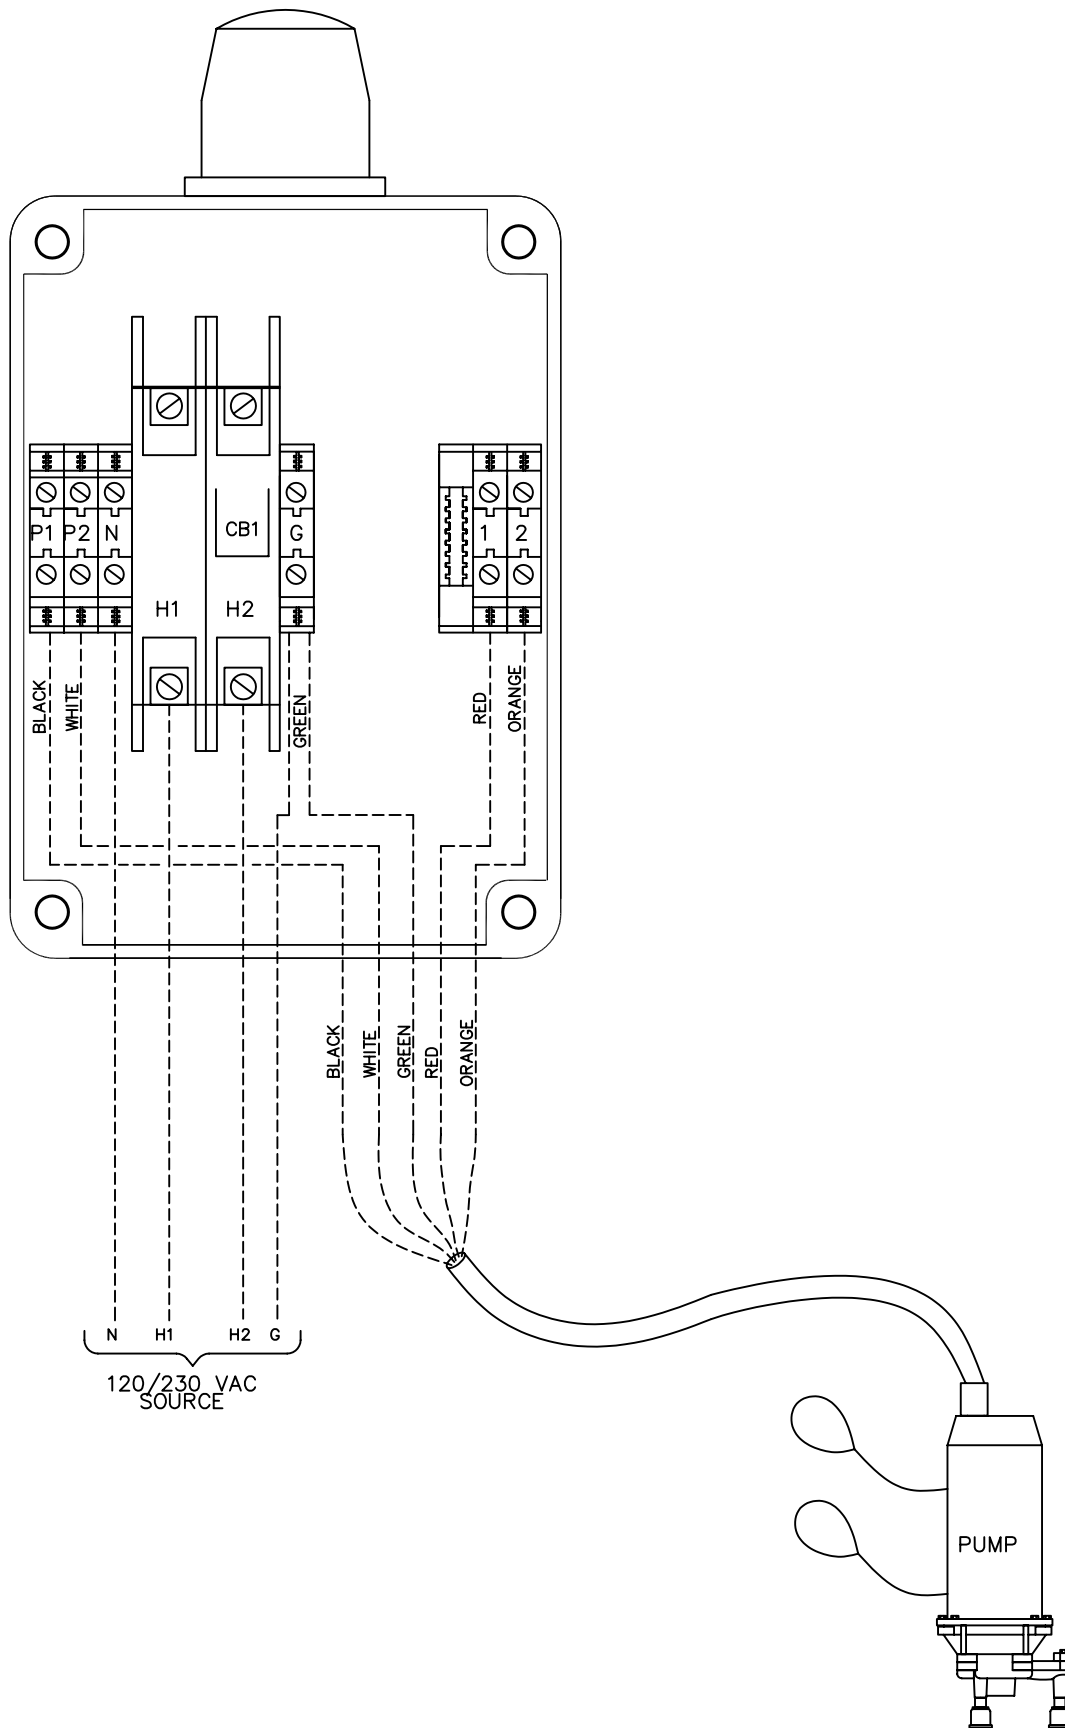 P1 P2 N
CB1
G
1 2
H1 H2
BLACK
WHITE
GREEN
RED
ORANGE
BLACK
WHITE
GREEN
RED
ORANGE
N H1 H2 G
120/230 VAC
SOURCE
PUMP